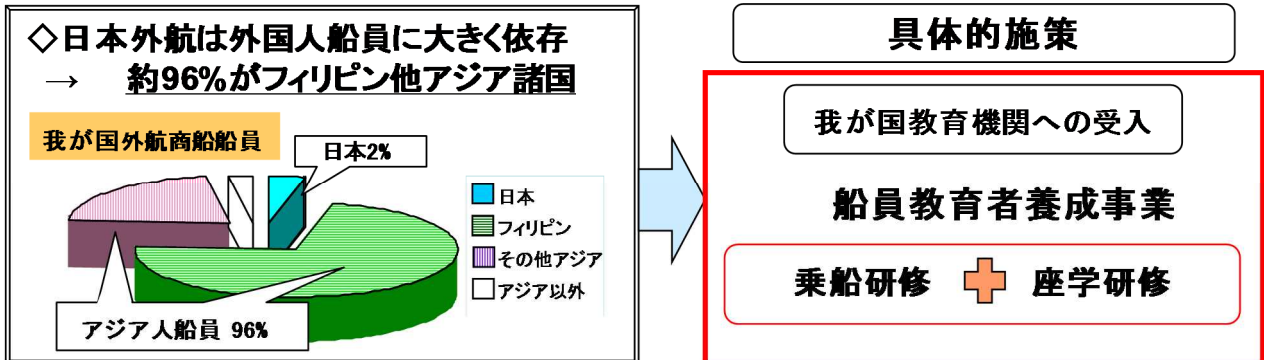 ◇日本外航は外国人船員に大きく依存
→ 約96%がフィリピン他アジア諸国
我が国外航商船船員
日本2%
日本
フィリピン
その他アジア
アジア以外
アジア人船員 96%
具体的施策
我が国教育機関への受入
船員教育者養成事業
乗船研修 座学研修